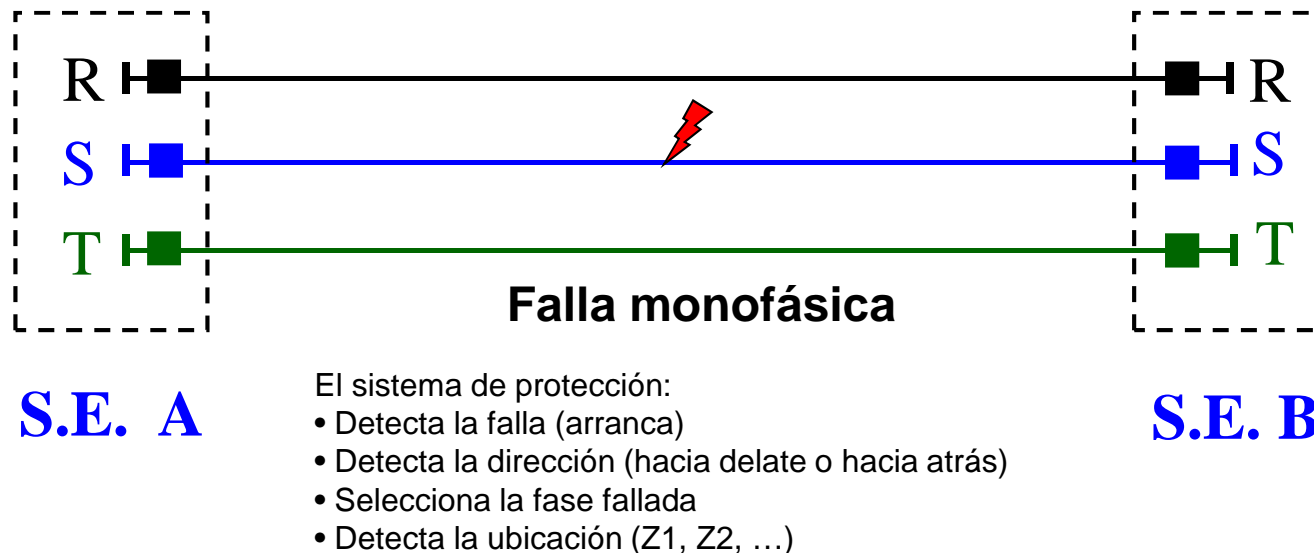 R R
S S
T T
Falla monofásica
S.E. A S.E. B
El sistema de protección:
• Detecta la falla (arranca)
• Detecta la dirección (hacia delate o hacia atrás)
• Selecciona la fase fallada
• Detecta la ubicación (Z1, Z2, …)